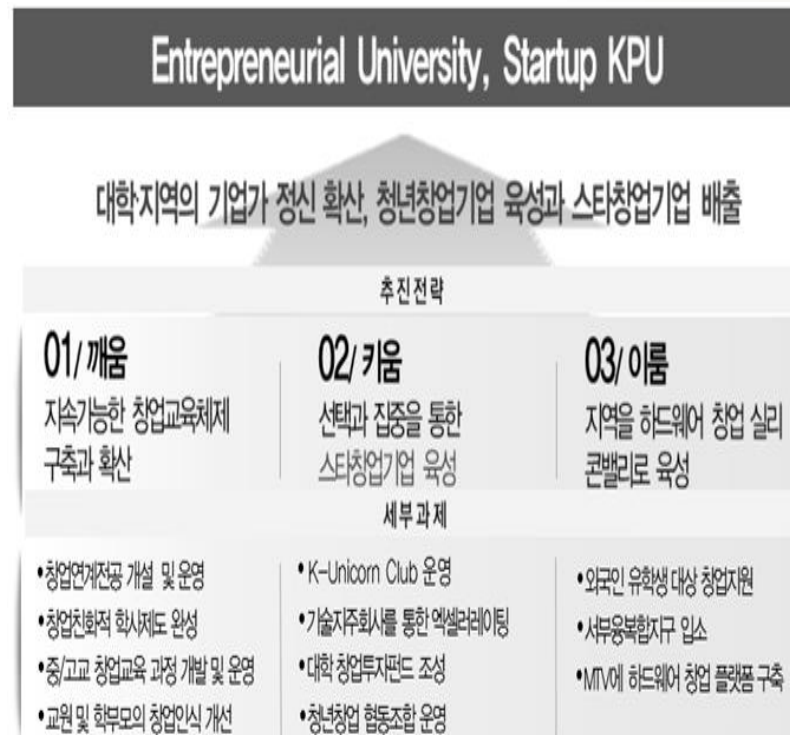 Entrepreneurial University, Startup KPU
대학·지역의 기업가 정신 확산, 청년창업기업 육성과 스타창업기업 배출
추진전략
01/ 깨움
지속가능한 창업교육체제
구축과 확산
02/ 키움
선택과 집중을 통한
스타창업기업 육성
03/ 이룸
지역을 하드웨어 창업 실리
콘밸리로 육성
세부과제
•창업연계전공 개설 및 운영
•창업친화적 학사제도 완성
•중/고교 창업교육 과정 개발 및 운영
•교원 및 학부모의 창업인식 개선
•K-Unicorn Club 운영
•기술지주회사를 통한 엑셀러레이팅
•대학 창업투자펀드 조성
•청년창업 협동조합 운영
•외국인 유학생 대상 창업지원
•서부융복합지구 입소
•MTV에 하드웨어 창업 플랫폼 구축